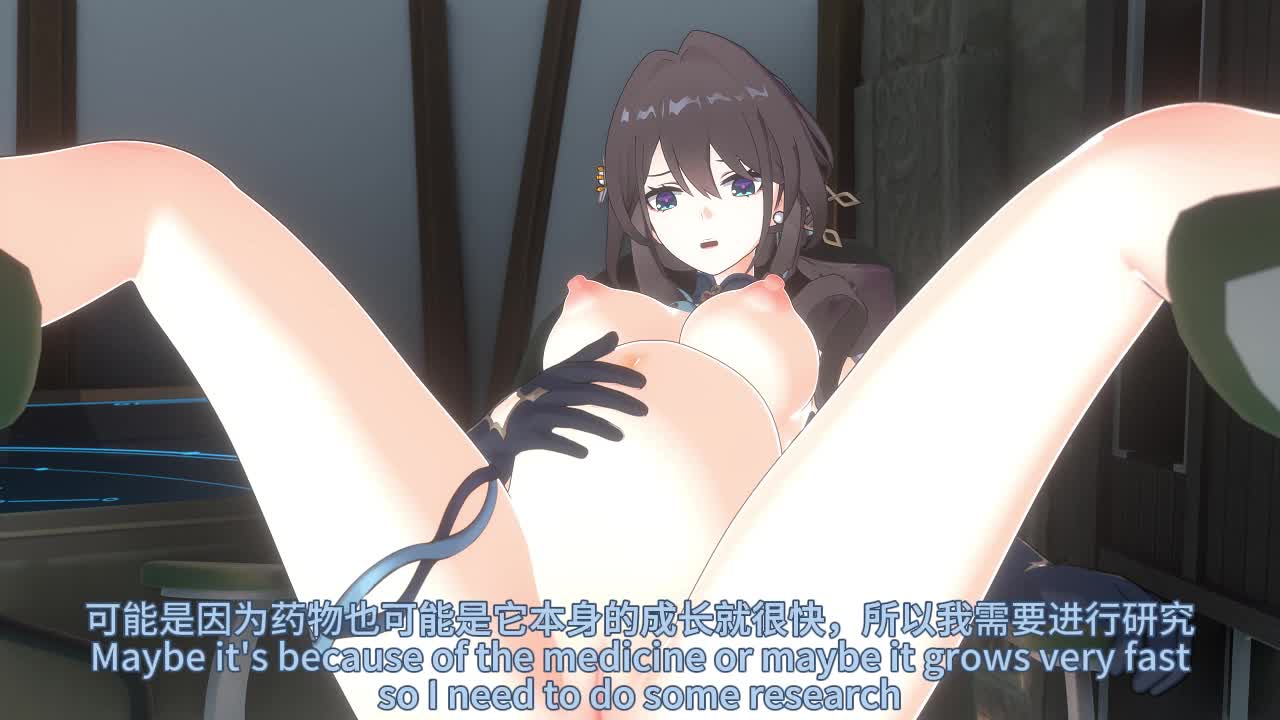 可能是因为药物也可能是它本身的成长就很快，所以我需要进行研究
Maybe it's because of the medicine or maybe it grows very fast
so I need to do some research